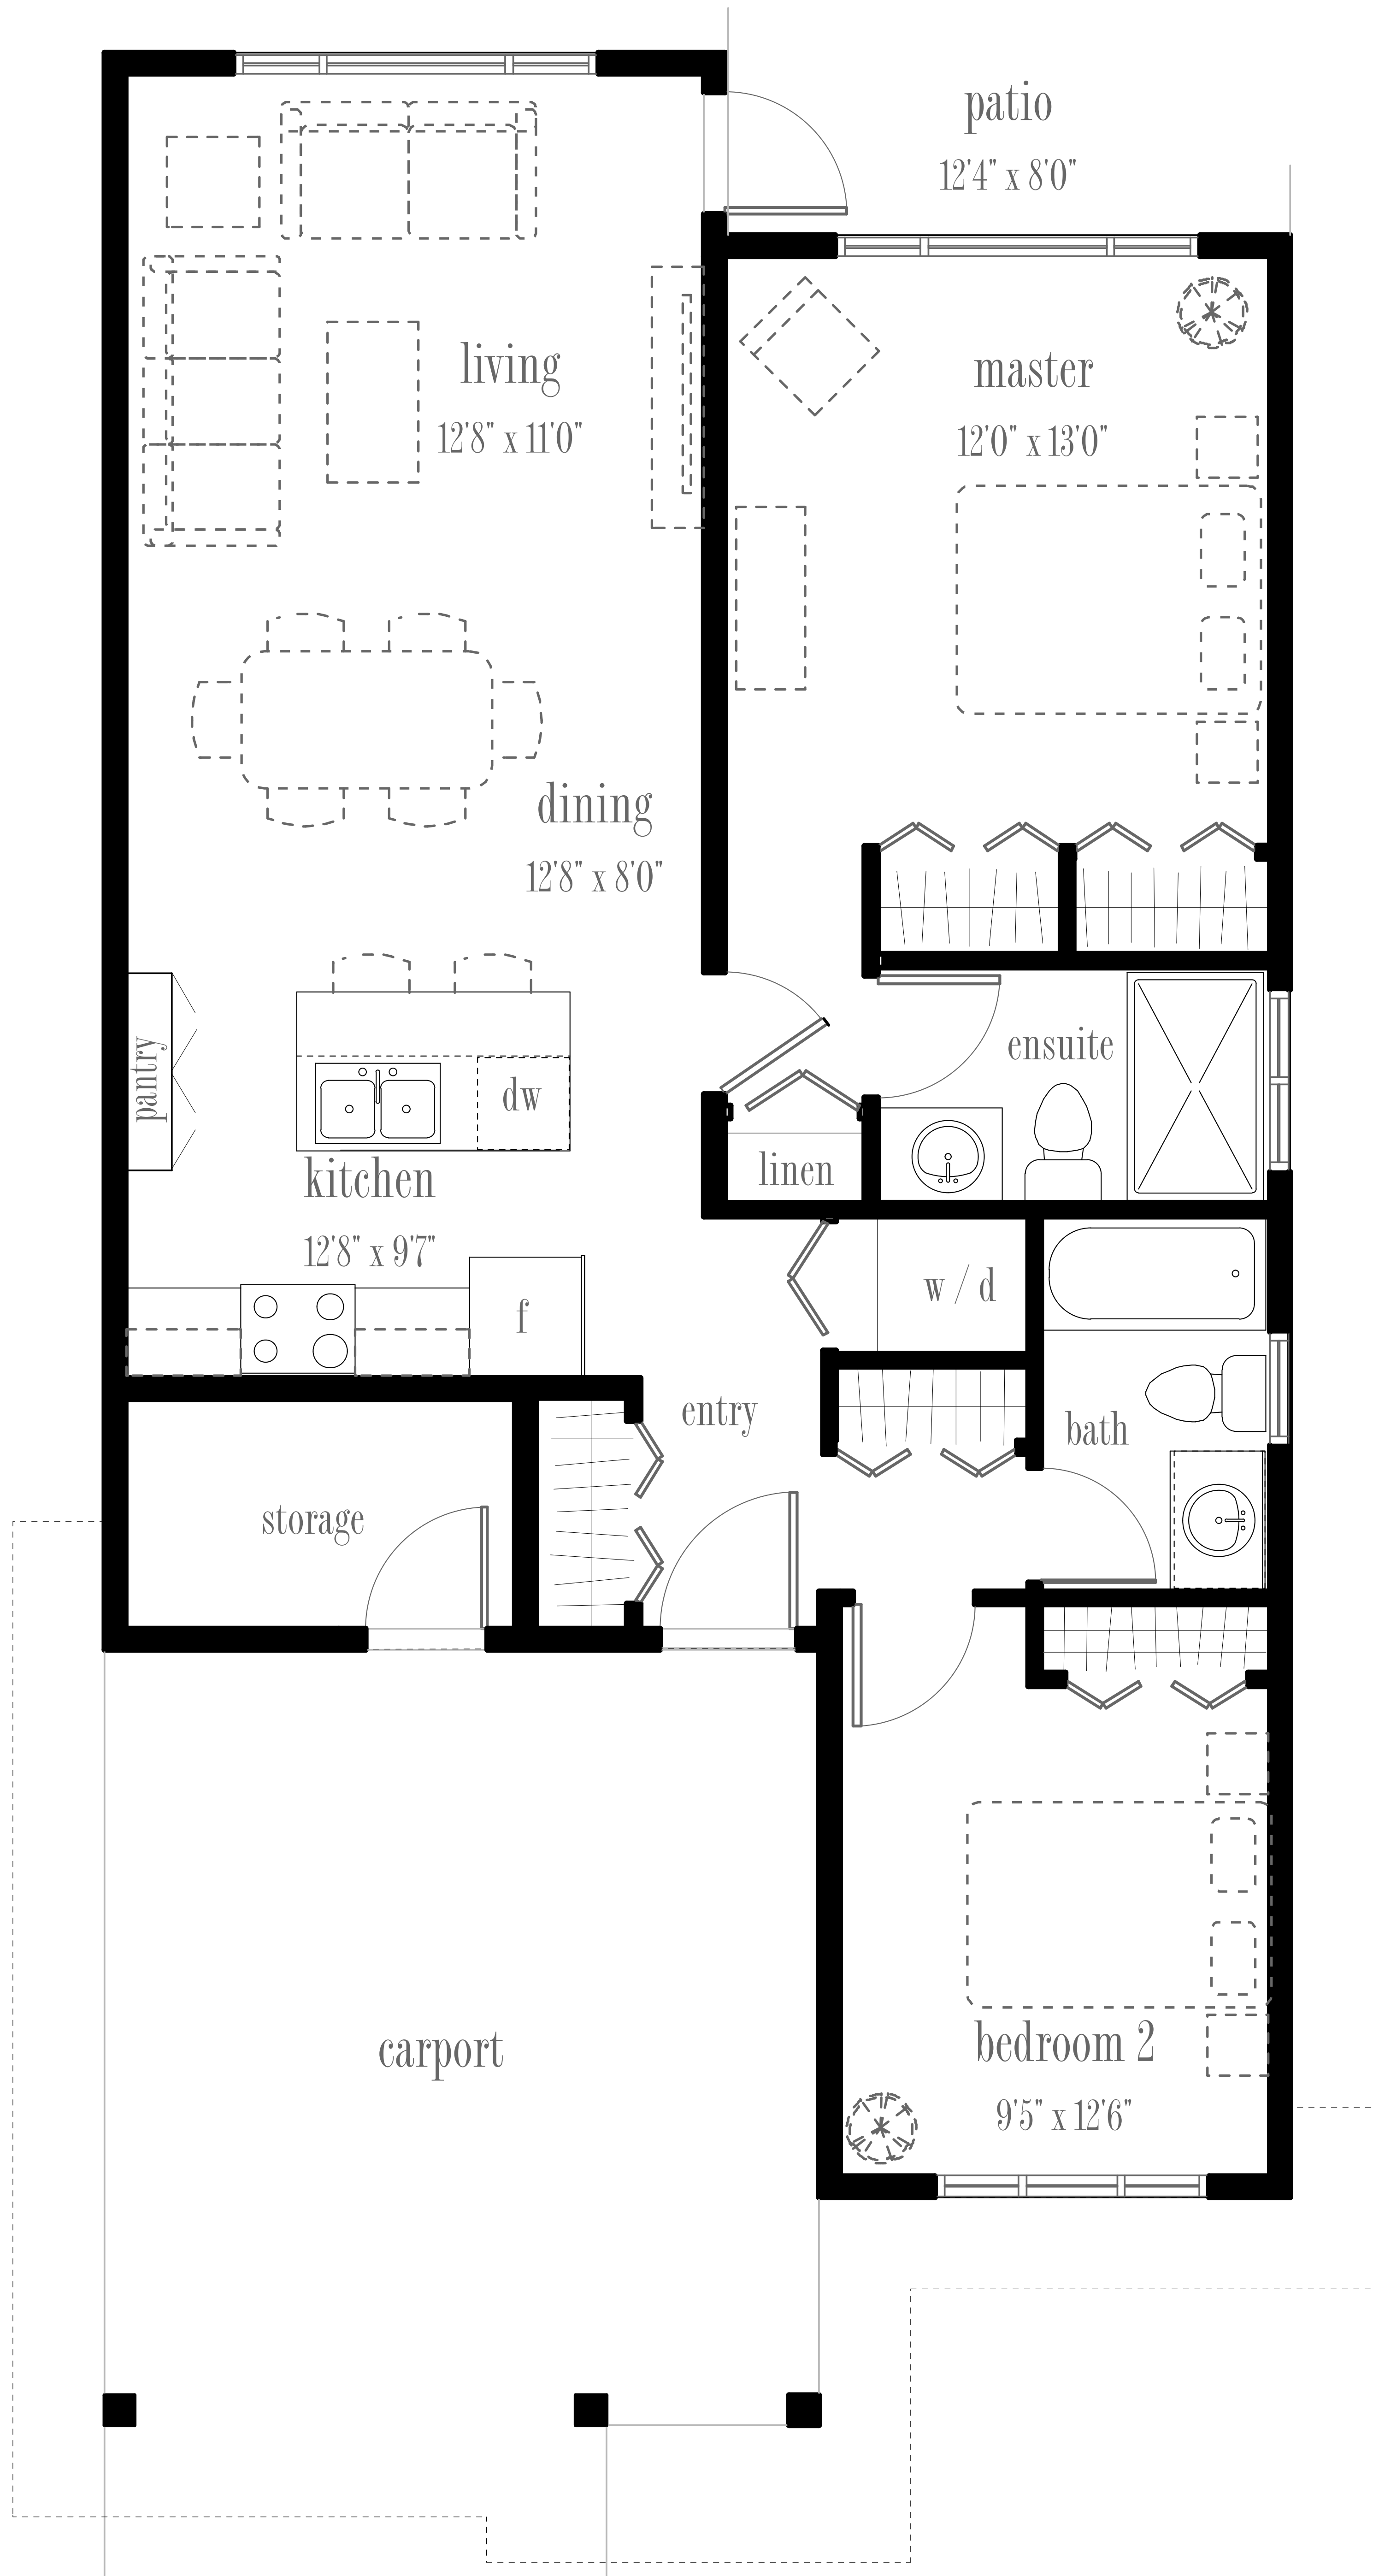 patio
12'4" x 8'0"
living
12'8" x 11'0"
master
12'0" x 13'0"
dining
12'8" x 8'0"
pantry
dw
ensuite
kitchen
12'8" x 9'7"
linen
f
w / d
entry
bath
storage
carport
bedroom 2
9'5" x 12'6"